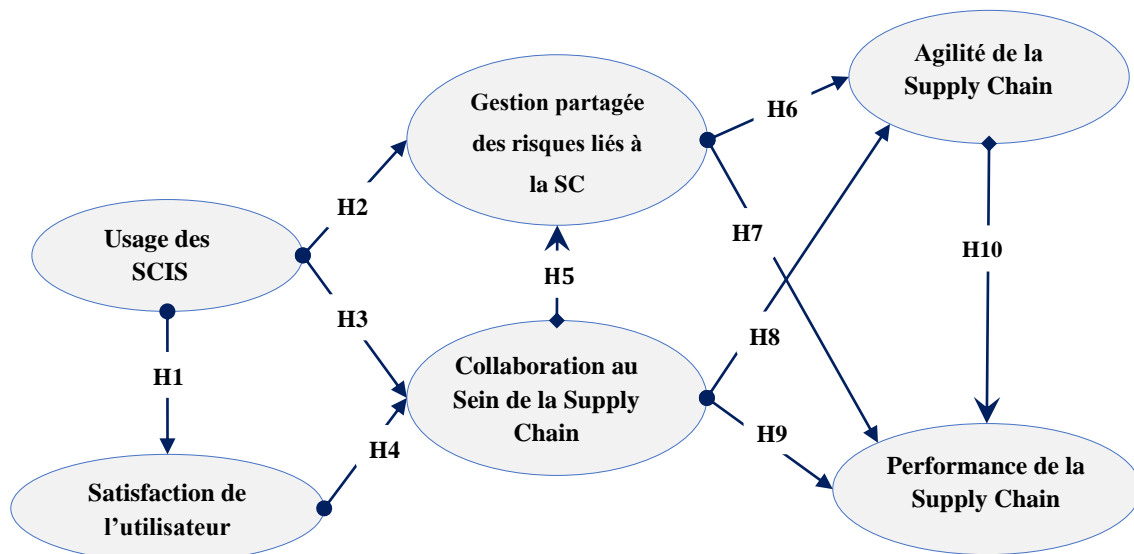 Agilité de la
Supply Chain
Gestion partagée
des risques liés à
la SC
H6
H2
H7
Usage des
SCIS
H5
H10
H3
H8
H1
Collaboration au
Sein de la Supply
Chain
H4
H9
Satisfaction de
l’utilisateur
Performance de la
Supply Chain